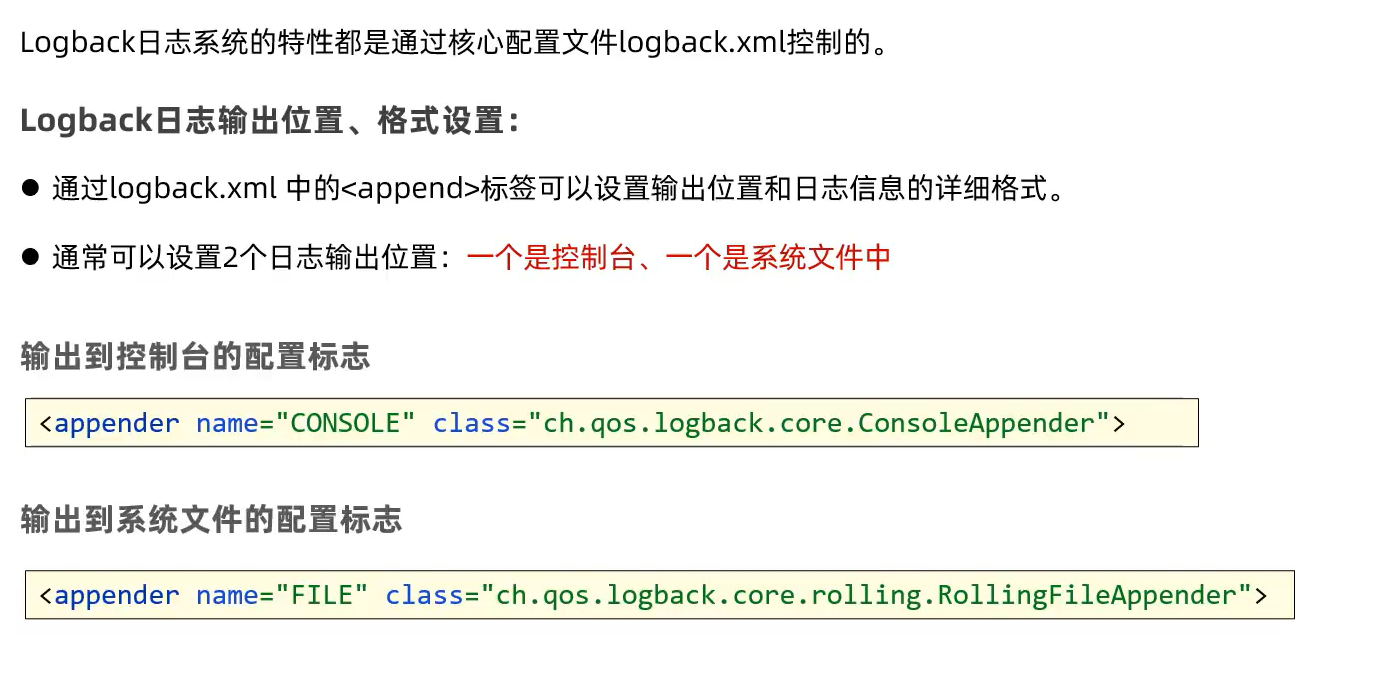 Logback日志系统的特性都是通过核心配置文件logback.xml控制的。
Logback日志输出位置、格式设置：
● 通过logback.xml 中的<append>标签可以设置输出位置和日志信息的详细格式。
● 通常可以设置2个日志输出位置：一个是控制台、一个是系统文件中
输出到控制台的配置标志
<appender name="CONSOLE" class="ch.qos.logback.core.ConsoleAppender">
输出到系统文件的配置标志
<appender name="FILE" class="ch.qos.logback.core.rolling.RollingFileAppender">